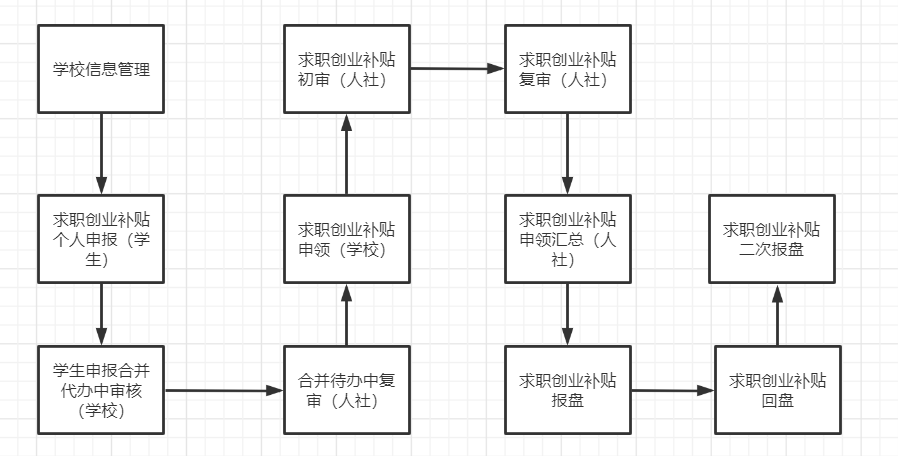 学校信息管理
求职创业补贴
个人申报（学
生）
学生申报合并
代办中审核
（学校）
合并待办中复
审（人社）
求职创业补贴
申领（学校）
求职创业补贴
初审（人社）
求职创业补贴
复审（人社）
求职创业补贴
申领汇总（人
社）
求职创业补贴
报盘
求职创业补贴
回盘
求职创业补贴
二次报盘